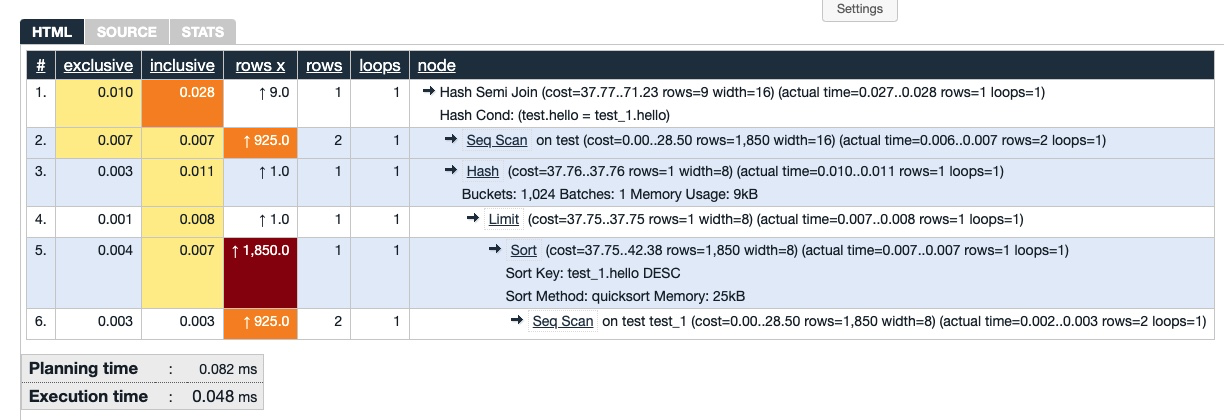 Settings
HTML SOURCE STATS
# exclusive inclusive rows x rows loops node
1. 0.010 0.028 ↑ 9.0 1 1 → Hash Semi Join (cost=37.77..71.23 rows=9 width=16) (actual time=0.027..0.028 rows=1 loops=1)
Hash Cond: (test.hello = test_1.hello)
2. 0.007 0.007 ↑ 925.0 2 1 → Seq Scan on test (cost=0.00..28.50 rows=1,850 width=16) (actual time=0.006..0.007 rows=2 loops=1)
3. 0.003 0.011 ↑ 1.0 1 1 → Hash (cost=37.76..37.76 rows=1 width=8) (actual time=0.010..0.011 rows=1 loops=1)
Buckets: 1,024 Batches: 1 Memory Usage: 9kB
4. 0.001 0.008 ↑ 1.0 1 1 → Limit (cost=37.75..37.75 rows=1 width=8) (actual time=0.007..0.008 rows=1 loops=1)
5. 0.004 0.007 ↑ 1,850.0 1 1 → Sort (cost=37.75..42.38 rows=1,850 width=8) (actual time=0.007..0.007 rows=1 loops=1)
Sort Key: test_1.hello DESC
Sort Method: quicksort Memory: 25kB
6. 0.003 0.003 ↑ 925.0 2 1 → Seq Scan on test test_1 (cost=0.00..28.50 rows=1,850 width=8) (actual time=0.002..0.003 rows=2 loops=1)
Planning time : 0.082 ms
Execution time : 0.048 ms